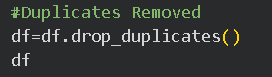 #Duplicates Removed
df=df.drop_duplicates()
df